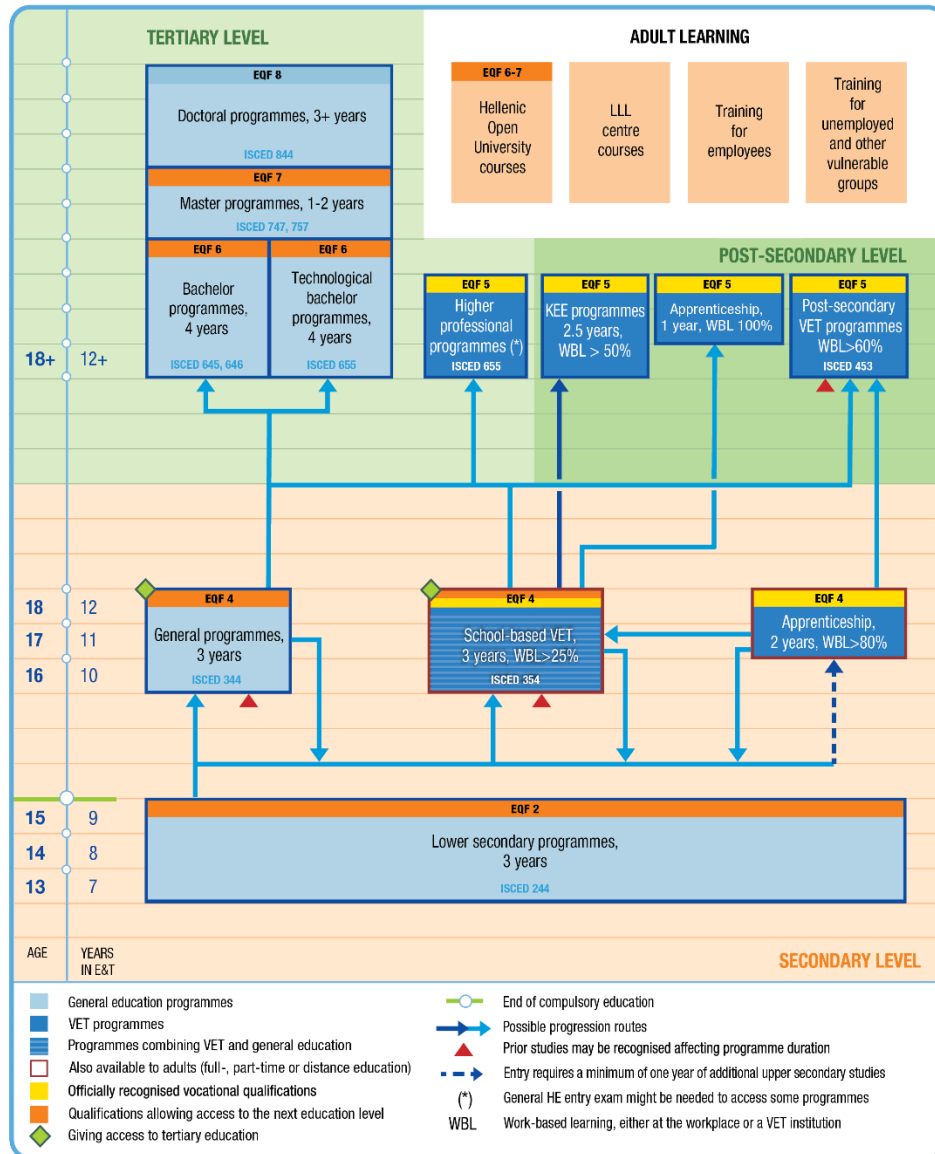 TERTIARY LEVEL
EQF 8
Doctoral programmes, 3+ years
ISCED 844
EQF 7
Master programmes, 1-2 years
ISCED 747, 757
EQF 6
Bachelor
programmes,
4 years
ISCED 645, 646
EQF 6
Technological
bachelor
programmes,
4 years
ISCED 655
ADULT LEARNING
EQF 6-7
Hellenic
Open
University
courses
LLL
centre
courses
Training
for
employees
Training
for
unemployed
and other
vulnerable
groups
POST-SECONDARY LEVEL
EQF 5
Higher
professional
programmes (*)
ISCED 655
EQF 5
KEE programmes
2.5 years,
WBL > 50%
EQF 5
Apprenticeship,
1 year, WBL 100%
EQF 5
Post-secondary
VET programmes
WBL>60%
ISCED 453
18+ 12+
18 12
17 11
16 10
EQF 4
General programmes,
3 years
ISCED 344
EQF 4
School-based VET,
3 years, WBL>25%
ISCED 354
EQF 4
Apprenticeship,
2 years, WBL>80%
15 9
14 8
13 7
EQF 2
Lower secondary programmes,
3 years
ISCED 244
AGE
YEARS
IN E&T
SECONDARY LEVEL
General education programmes
VET programmes
Programmes combining VET and general education
Also available to adults (full-, part-time or distance education)
Officially recognised vocational qualifications
Qualifications allowing access to the next education level
Giving access to tertiary education
End of compulsory education
Possible progression routes
Prior studies may be recognised affecting programme duration
Entry requires a minimum of one year of additional upper secondary studies
(*) General HE entry exam might be needed to access some programmes
WBL Work-based learning, either at the workplace or a VET institution